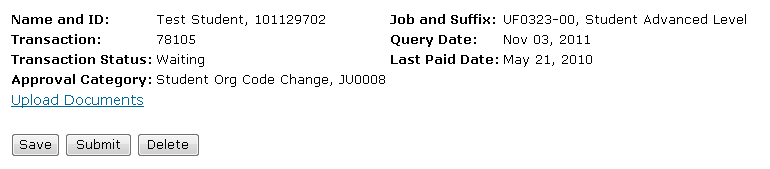 Name and ID: Test Student, 101129702 Job and Suffix: UF0323-00, Student Advanced Level
Transaction: 78105 Query Date: Nov 03, 2011
Transaction Status: Waiting Last Paid Date: May 21, 2010
Approval Category: Student Org Code Change, JU0008
Upload Documents
Save Submit Delete